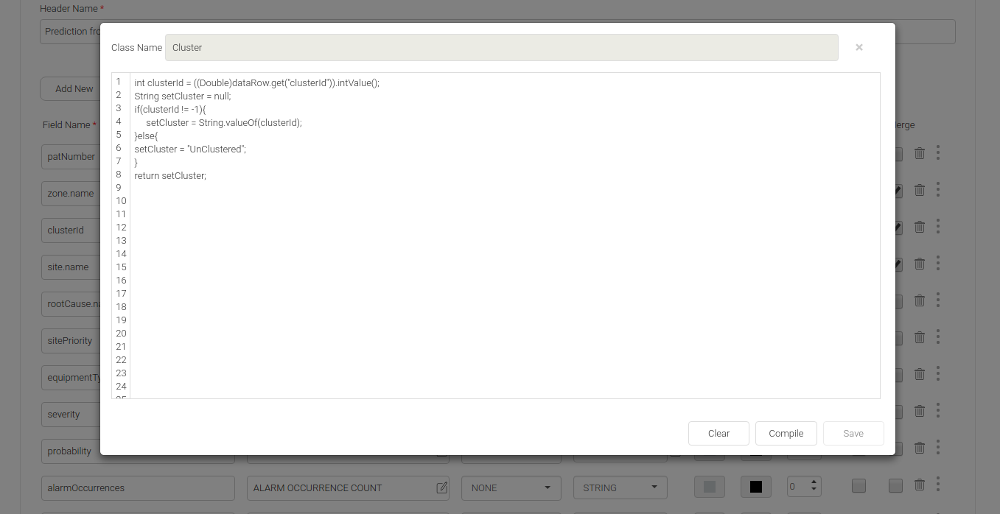 Header Name *
Prediction fro
Class Name Cluster ×
Add New
1 int clusterId = ((Double)dataRow.get("clusterId")).intValue();
2 String setCluster = null;
3 if(clusterId != -1){
4 setCluster = String.valueOf(clusterId);
5 }else{
6 setCluster = "UnClustered";
7 }
8 return setCluster;
9
10
11
12
13
14
15
16
17
18
19
20
21
22
23
24
25
Field Name *
erge
patNumber
zone.name
clusterId
site.name
rootCause.na
sitePriority
equipmentTy
severity
probability
Clear Compile Save
alarmOccurrences ALARM OCCURRENCE COUNT NONE STRING 0